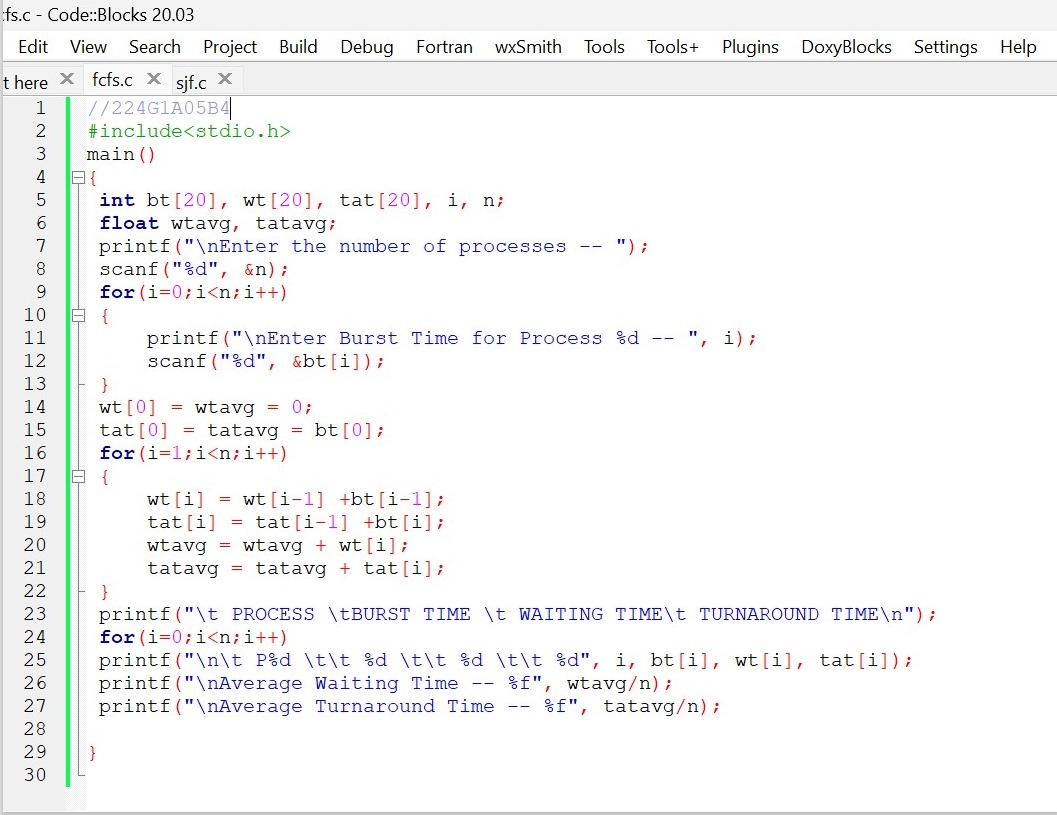 :fs.c - Code::Blocks 20.03
Edit View Search Project Build Debug Fortran wxSmith Tools Tools+ Plugins DoxyBlocks Settings Help
t here fcfs.c sjf.c
1 //224G1A05B4
2 #include<stdio.h>
3 main()
4 {
5 int bt[20], wt[20], tat[20], i, n;
6 float wtavg, tatavg;
7 printf("\nEnter the number of processes -- ");
8 scanf("%d", &n);
9 for(i=0;i<n;i++)
10 {
11 printf("\nEnter Burst Time for Process %d -- ", i);
12 scanf("%d", &bt[i]);
13 }
14 wt[0] = wtavg = 0;
15 tat[0] = tatavg = bt[0];
16 for(i=1;i<n;i++)
17 {
18 wt[i] = wt[i-1] +bt[i-1];
19 tat[i] = tat[i-1] +bt[i];
20 wtavg = wtavg + wt[i];
21 tatavg = tatavg + tat[i];
22 }
23 printf("\t PROCESS \tBURST TIME \t WAITING TIME\t TURNAROUND TIME\n");
24 for(i=0;i<n;i++)
25 printf("\n\t P%d \t\t %d \t\t %d \t\t %d", i, bt[i], wt[i], tat[i]);
26 printf("\nAverage Waiting Time -- %f", wtavg/n);
27 printf("\nAverage Turnaround Time -- %f", tatavg/n);
28
29 }
30